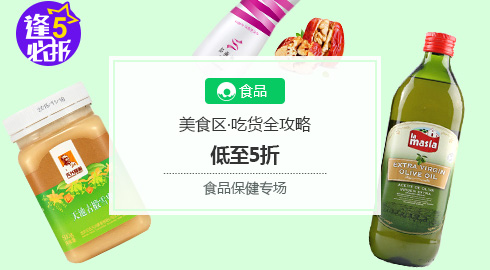 逢5
必折
食品
美食区·吃货全攻略
低至5折
食品保健专场
la
masia
EXTRA VIRGIN
OLIVE OIL